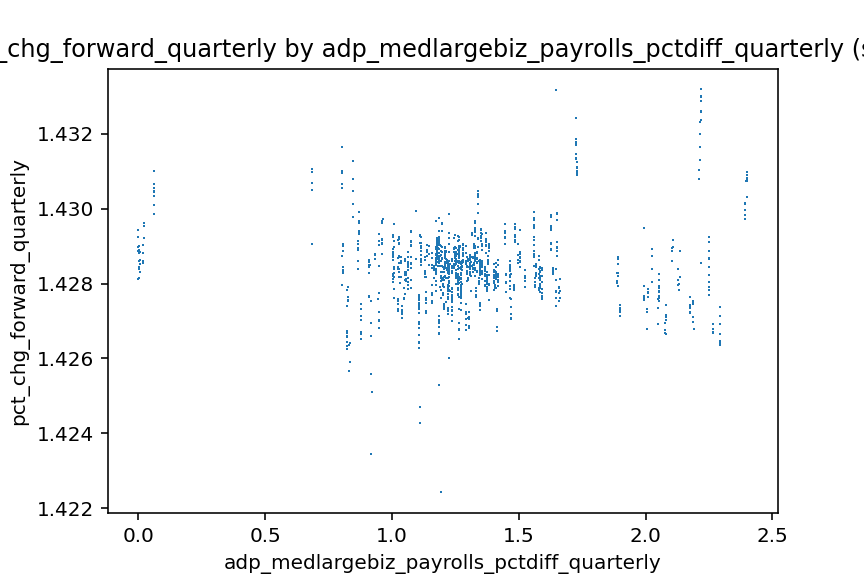 _chg_forward_quarterly by adp_medlargebiz_payrolls_pctdiff_quarterly (
1.432
1.430
1.428
1.426
1.424
1.422
pct_chg_forward_quarterly
0.0 0.5 1.0 1.5 2.0 2.5
adp_medlargebiz_payrolls_pctdiff_quarterly